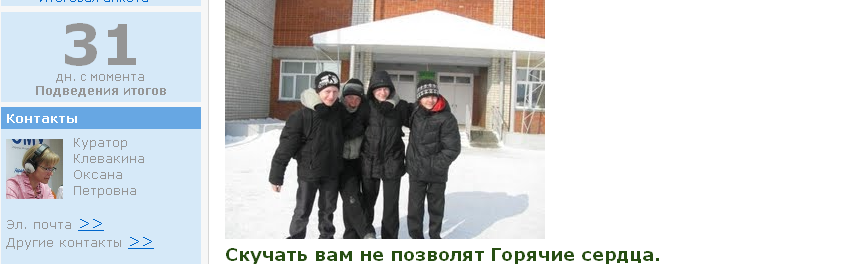 Итоговая анкета
31
дн. с момента
Подведения итогов
Контакты
Куратор
Клевакина
Оксана
Петровна
Эл. почта >>
Другие контакты >>
Скучать вам не позволят Горячие сердца.